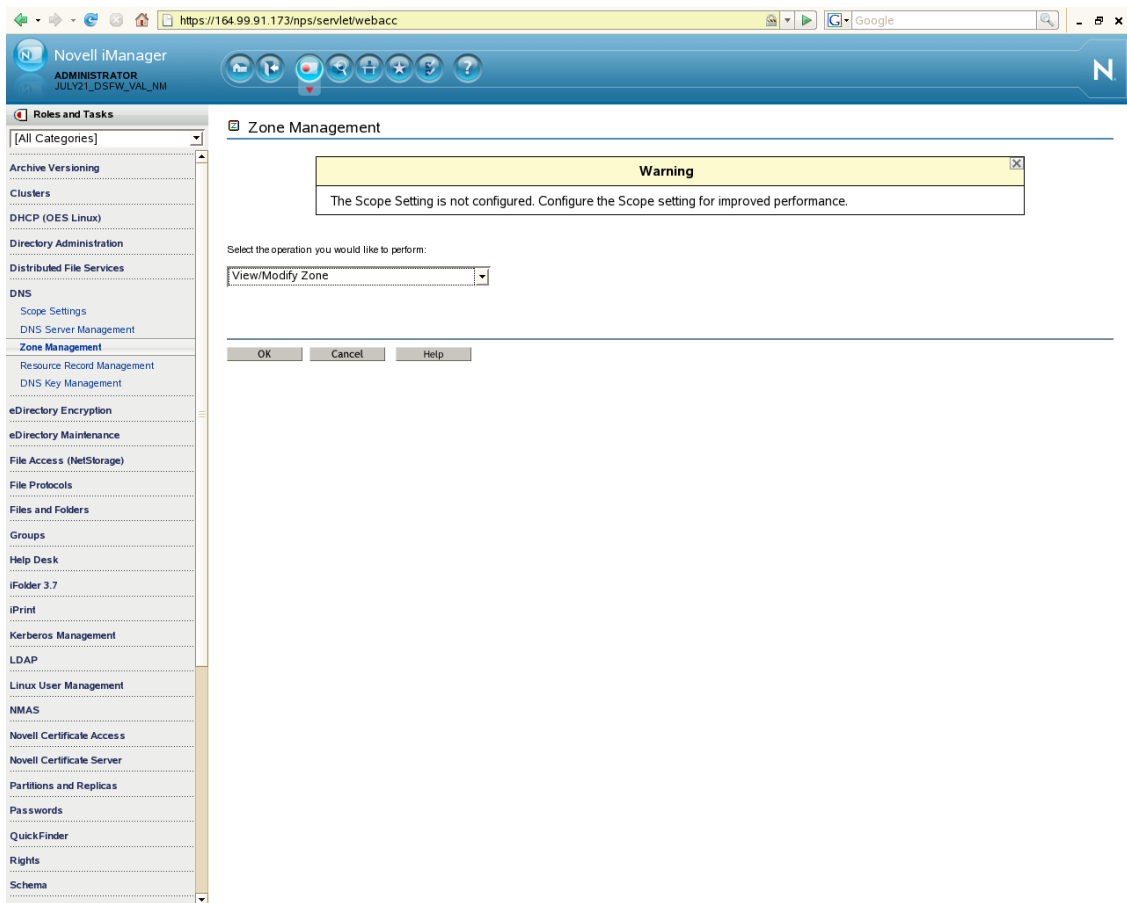 https://164.99.91.173/nps/servlet/webacc
G
Google
N
Novell iManager
ADMINISTRATOR
JULY21_DSFW_VAL_NM
?
N
Roles and Tasks
[All Categories]
Archive Versioning
Clusters
DHCP (OES Linux)
Directory Administration
Distributed File Services
DNS
Scope Settings
DNS Server Management
Zone Management
Resource Record Management
DNS Key Management
eDirectory Encryption
eDirectory Maintenance
File Access (NetStorage)
File Protocols
Files and Folders
Groups
Help Desk
iFolder 3.7
iPrint
Kerberos Management
LDAP
Linux User Management
NMAS
Novell Certificate Access
Novell Certificate Server
Partitions and Replicas
Passwords
QuickFinder
Rights
Schema
Zone Management
Warning
The Scope Setting is not configured. Configure the Scope setting for improved performance.
Select the operation you would like to perform:
View/Modify Zone
OK Cancel Help